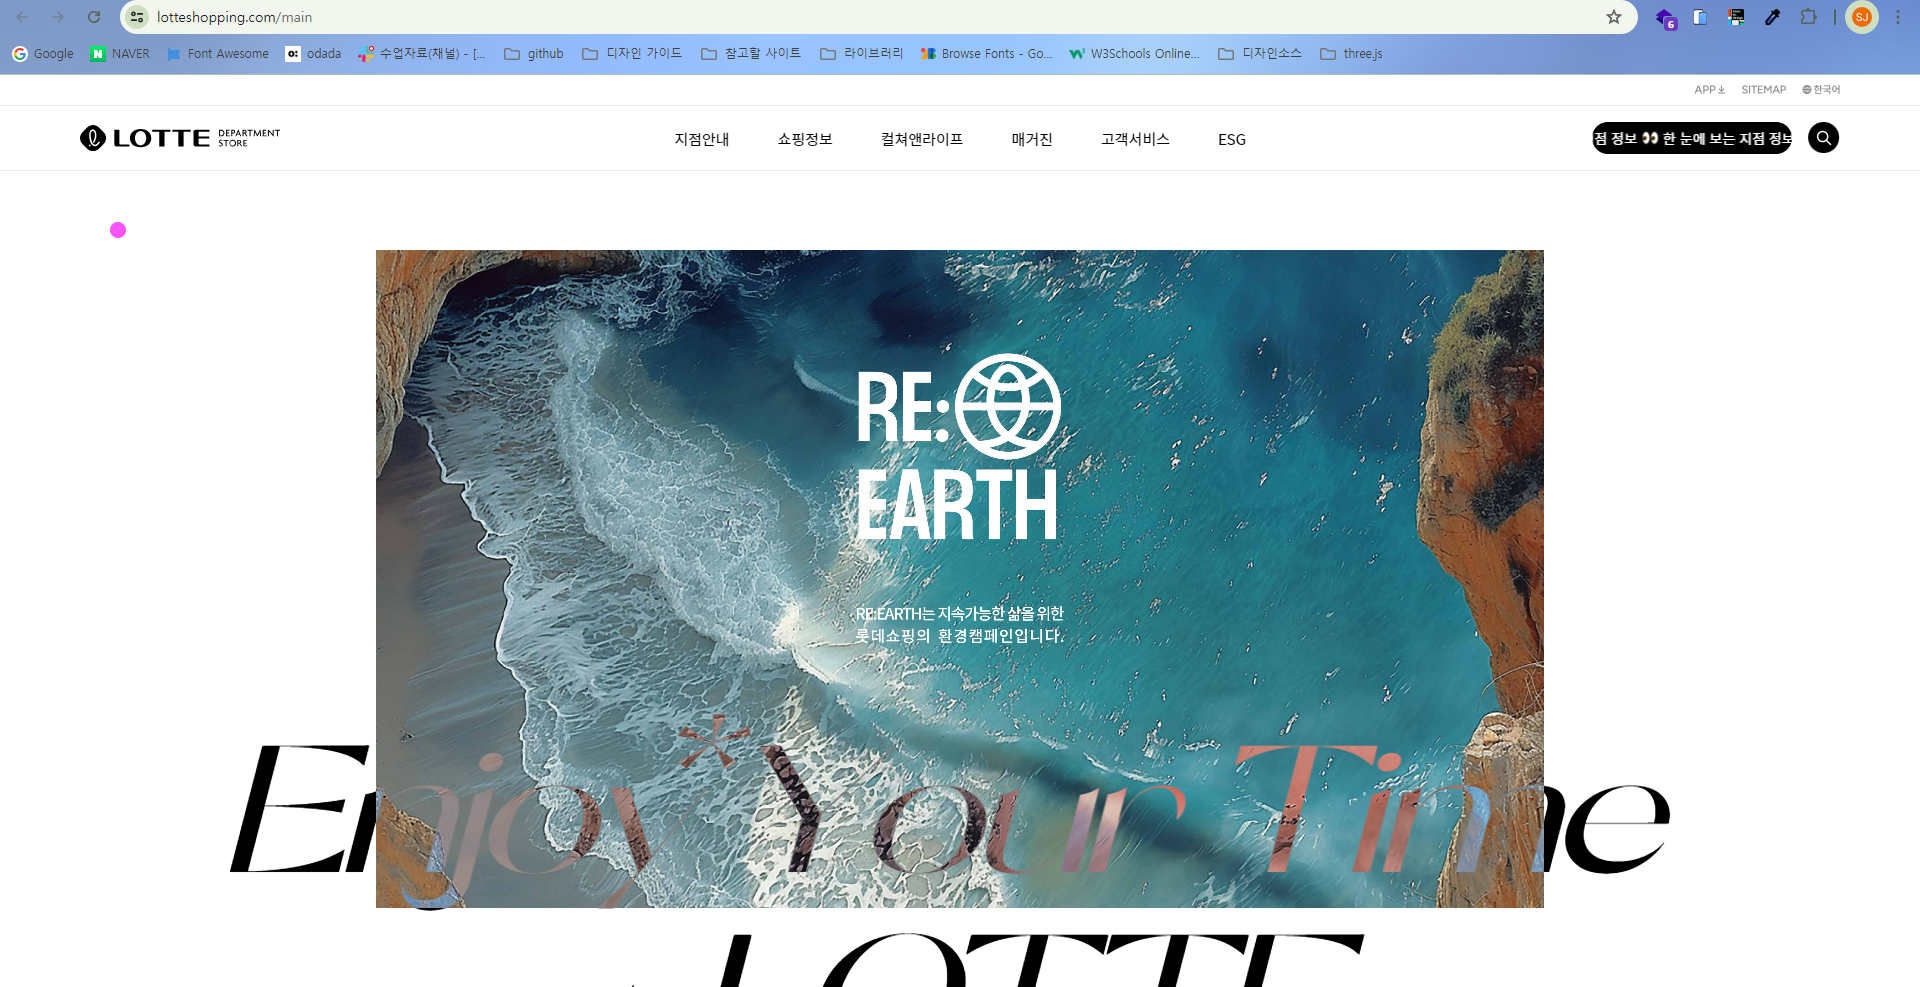 lotteshopping.com/main
6
SJ
Google
NAVER
Font Awesome
odada
수업자료(채널) - [...
github
디자인 가이드
참고할 사이트
라이브러리
Browse Fonts - Go...
W3Schools Online...
디자인소스
three.js
APP
SITEMAP
한국어
LOTTE DEPARTMENT STORE
지점안내
쇼핑정보
컬쳐앤라이프
매거진
고객서비스
ESG
점 정보 👀 한 눈에 보는 지점 정보
RE:
EARTH
RE:EARTH는 지속가능한 삶을 위한
롯데쇼핑의 환경캠페인입니다.
Enjoy *Your Time
LOTTE